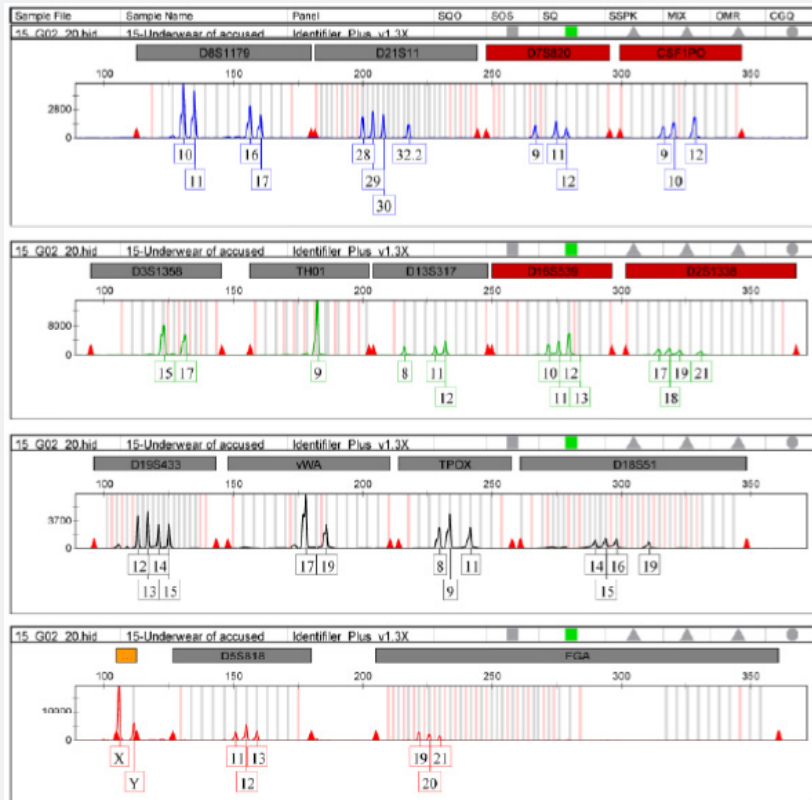 Sample File Sample Name Panel SQO SOS SQ SSPK MIX OMR CGQ
15_G02_20.hid 15-Underwear of accused Identifiler_Plus_v1.3X
D8S1179 D21S11 D7S820 CSF1PO
100 150 200 250 300 350
2800
0
10 16 28 32.2 9 11 9 12
11 17 29 12 10
30
15_G02_20.hid 15-Underwear of accused Identifiler_Plus_v1.3X
D3S1358 TH01 D13S317 D16S539 D2S1338
100 150 200 250 300 350
8000
0
15 17 9 8 11 10 12 17 19 21
12 11 13 18
15_G02_20.hid 15-Underwear of accused Identifiler_Plus_v1.3X
D19S433 vWA TPOX D18S51
100 150 200 250 300 350
3700
0
12 14 17 19 8 11 14 16 19
13 15 9 15
15_G02_20.hid 15-Underwear of accused Identifiler_Plus_v1.3X
D5S818 FGA
100 150 200 250 300 350
10000
0
X 11 13 19 21
Y 12 20